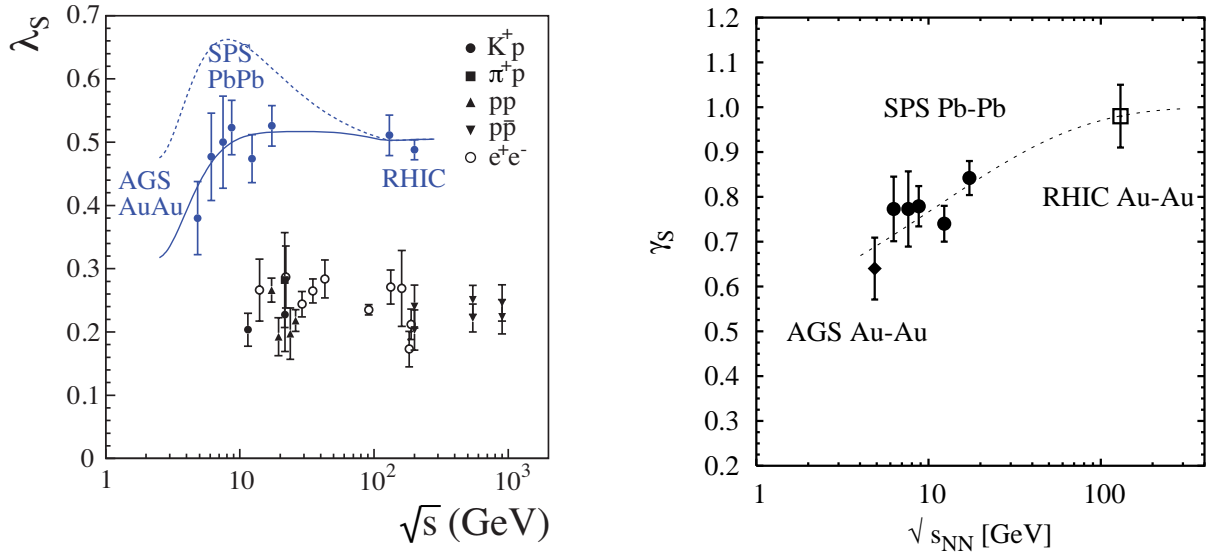 λ_S
0.7
0.6
0.5
0.4
0.3
0.2
0.1
0
SPS
PbPb
AGS
AuAu
RHIC
K⁺p
π⁺p
pp
pp̄
e⁺e⁻
1
10
10²
10³
√s (GeV)
γ_S
1.2
1.1
1.0
0.9
0.8
0.7
0.6
0.5
0.4
0.3
0.2
SPS Pb-Pb
RHIC Au-Au
AGS Au-Au
1
10
100
√ s_NN [GeV]